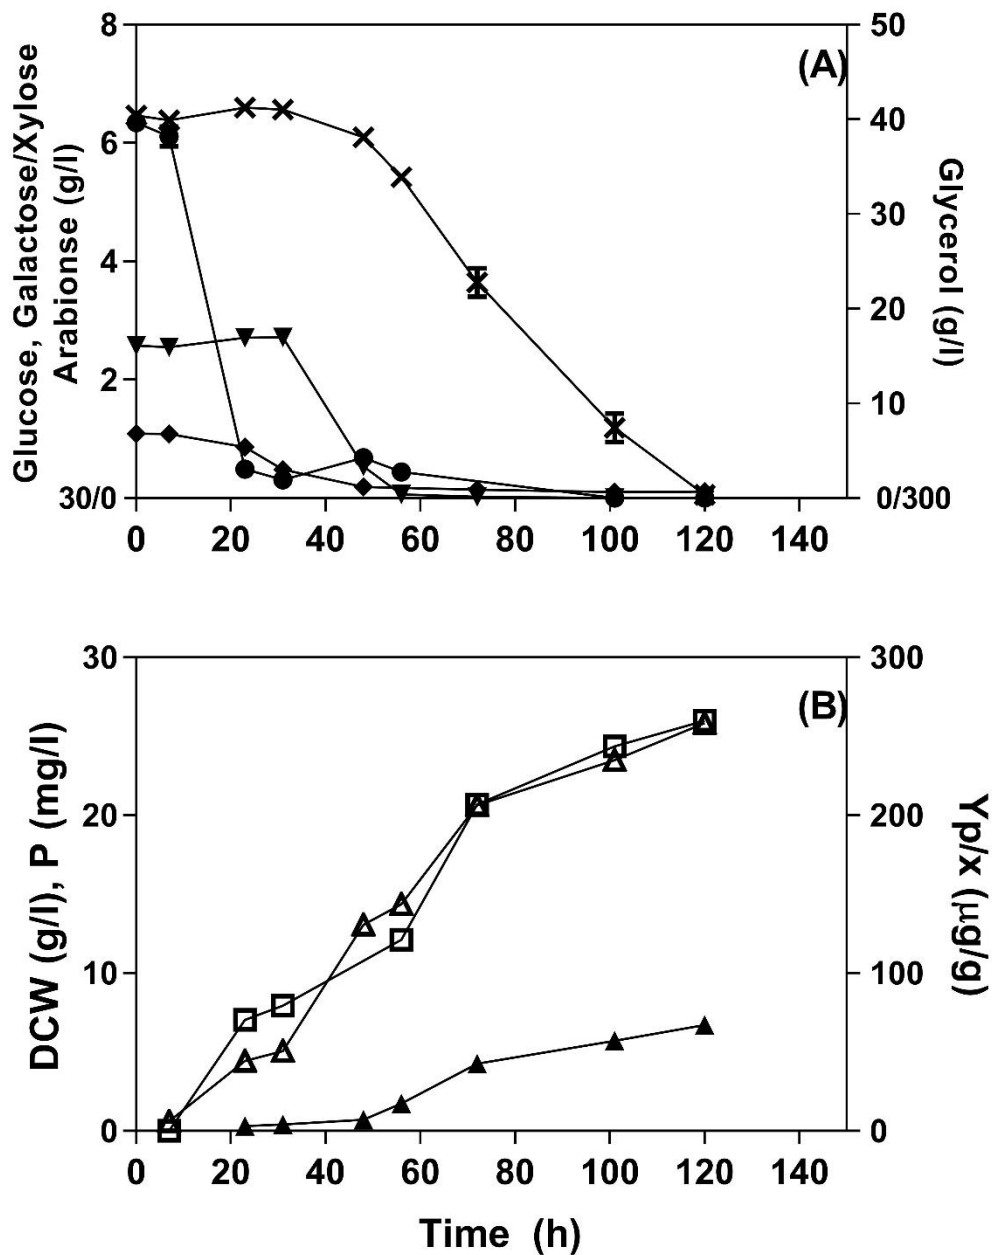 8
50
(A)
6
40
30
4
20
2
10
30/0
0/300
0 20 40 60 80 100 120 140
Glucose, Galactose/Xylose
Arabionse (g/l)
Glycerol (g/l)
30
300
(B)
20
200
10
100
0
0
0 20 40 60 80 100 120 140
DCW (g/l), P (mg/l)
Yp/x (μg/g)
Time (h)